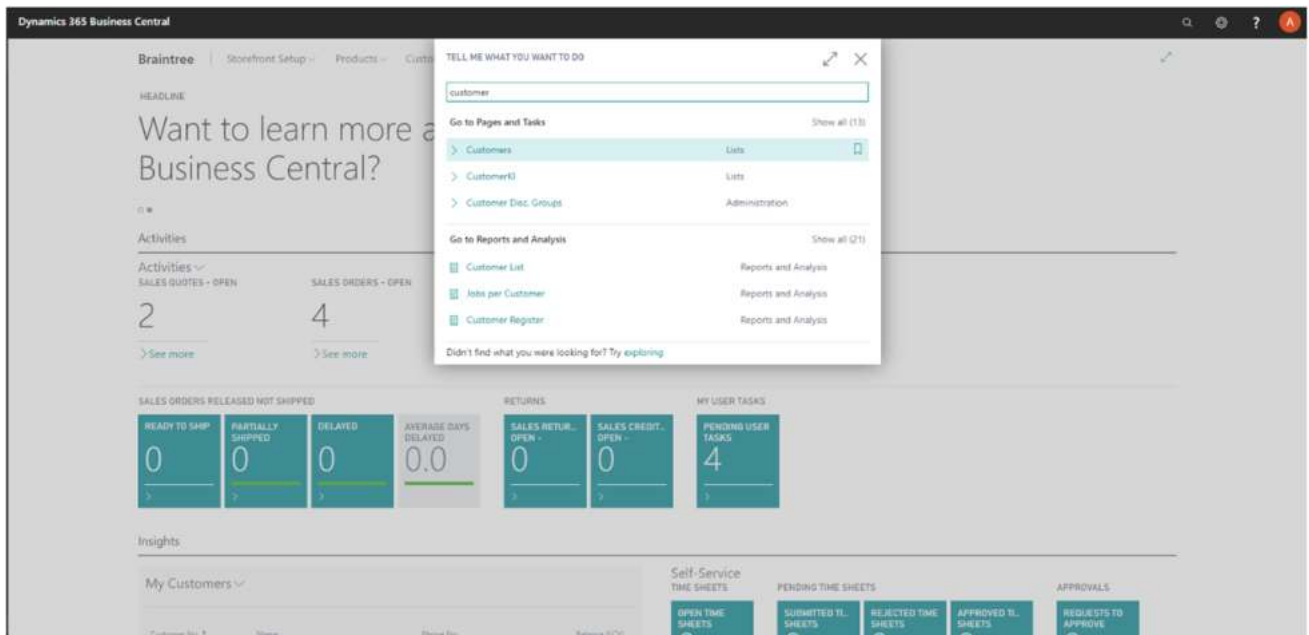 Dynamics 365 Business Central
?
A
Braintree Storefront Setup Products
HEADLINE
Want to learn more a
Business Central?
TELL ME WHAT YOU WANT TO DO
customer
Go to Pages and Tasks Show all (13)
Customers Lists
CustomerKI Lists
Customer Disc. Groups Administration
Go to Reports and Analysis Show all (21)
Customer List Reports and Analysis
Jobs per Customer Reports and Analysis
Customer Register Reports and Analysis
Didn't find what you were looking for? Try exploring
Activities
Activities
SALES QUOTES - OPEN SALES ORDERS - OPEN
2 4
See more See more
SALES ORDERS RELEASED NOT SHIPPED RETURNS MY USER TASKS
READY TO SHIP
0
PARTIALLY
SHIPPED
0
DELAYED
0
AVERAGE DAYS
DELAYED
0.0
SALES RETUR...
OPEN -
0
SALES CREDIT...
OPEN -
0
PENDING USER
TASKS
4
Insights
My Customers
Customer No. Name Phone No.
Self-Service
TIME SHEETS PENDING TIME SHEETS APPROVALS
OPEN TIME
SHEETS
SUBMITTED TI...
SHEETS
REJECTED TIME
SHEETS
APPROVED TI...
SHEETS
REQUESTS TO
APPROVE